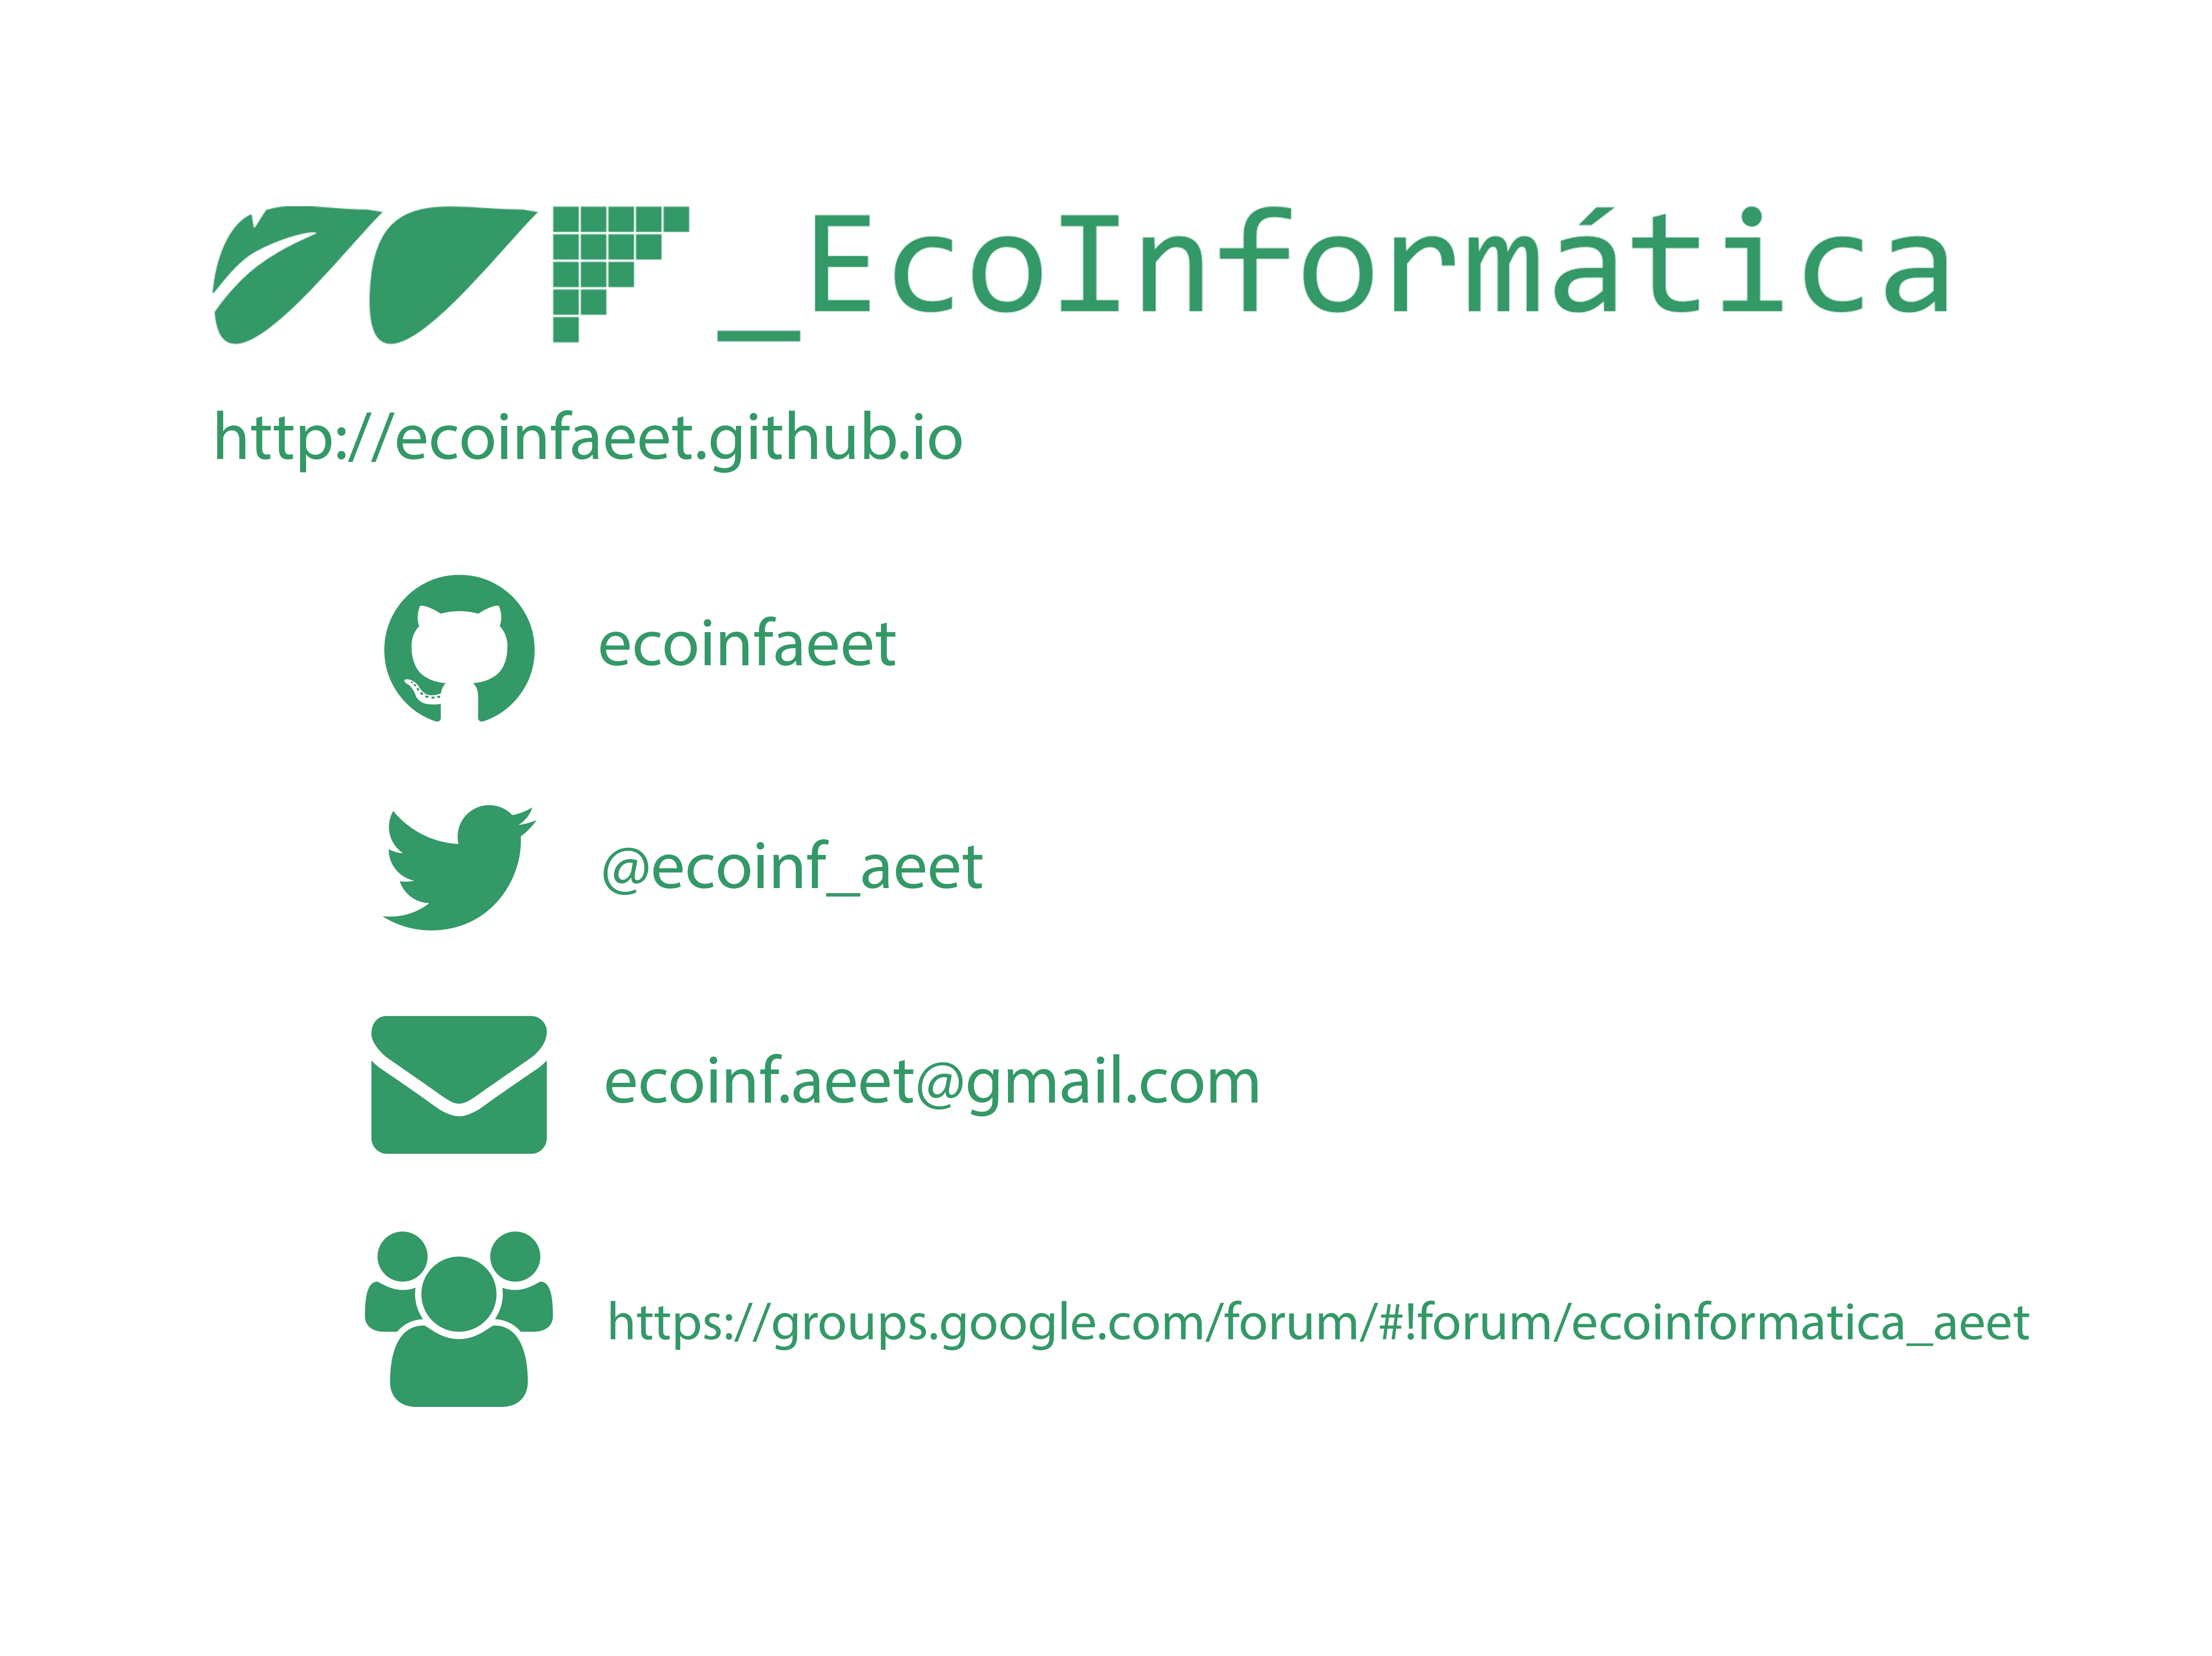 _EcoInformática
http://ecoinfaeet.github.io
ecoinfaeet
@ecoinf_aeet
ecoinf.aeet@gmail.com
https://groups.google.com/forum/#!forum/ecoinformatica_aeet